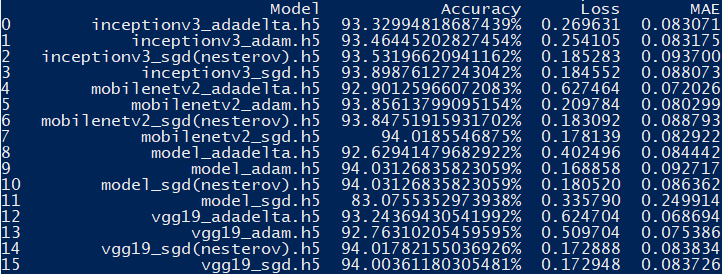 Model Accuracy Loss MAE
0 inceptionv3_adadelta.h5 93.32994818687439% 0.269631 0.083071
1 inceptionv3_adam.h5 93.46445202827454% 0.254105 0.083175
2 inceptionv3_sgd(nesterov).h5 93.53196620941162% 0.185283 0.093700
3 inceptionv3_sgd.h5 93.89876127243042% 0.184552 0.088073
4 mobilenetv2_adadelta.h5 92.90125966072083% 0.627464 0.072026
5 mobilenetv2_adam.h5 93.85613799095154% 0.209784 0.080299
6 mobilenetv2_sgd(nesterov).h5 93.84751915931702% 0.183092 0.088793
7 mobilenetv2_sgd.h5 94.0185546875% 0.178139 0.082922
8 model_adadelta.h5 92.62941479682922% 0.402496 0.084442
9 model_adam.h5 94.03126835823059% 0.168858 0.092717
10 model_sgd(nesterov).h5 94.03126835823059% 0.180520 0.086362
11 model_sgd.h5 83.0755352973938% 0.335790 0.249914
12 vgg19_adadelta.h5 93.24369430541992% 0.624704 0.068694
13 vgg19_adam.h5 92.76310205459595% 0.509704 0.075386
14 vgg19_sgd(nesterov).h5 94.01782155036926% 0.172888 0.083834
15 vgg19_sgd.h5 94.00361180305481% 0.172948 0.083726